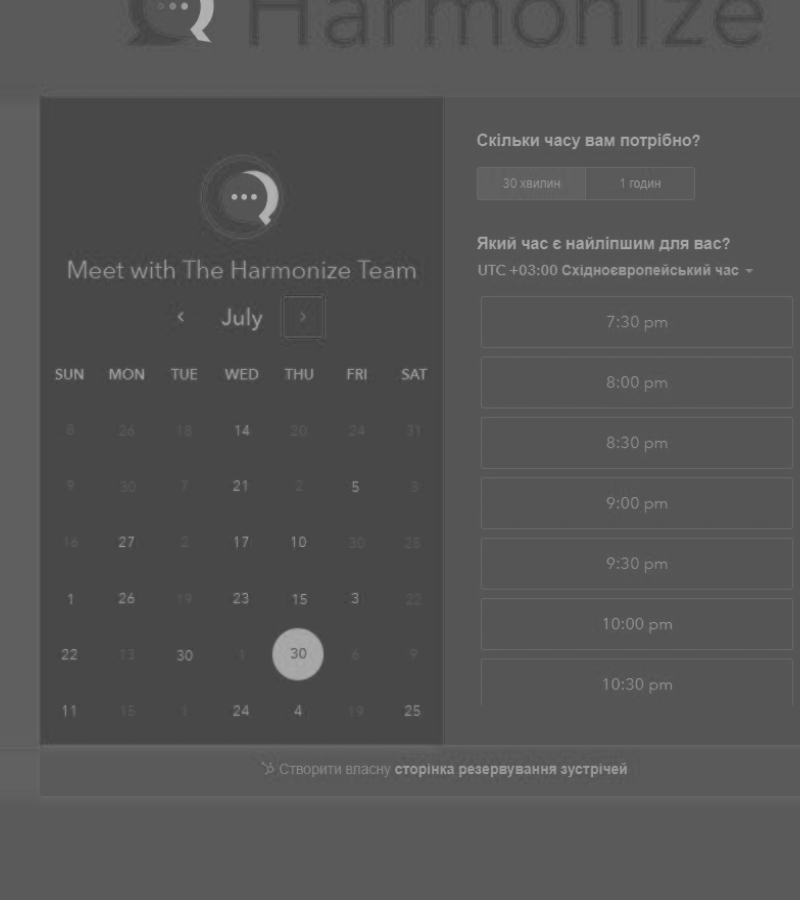 Harmonize
Meet with The Harmonize Team
July
SUN MON TUE WED THU FRI SAT
8 26 18 14 20 24 31
9 30 7 21 2 5 3
16 27 2 17 10 30 25
1 26 19 23 15 3 22
22 13 30 1 30 6 9
11 15 1 24 4 19 25
Скільки часу вам потрібно?
30 хвилин 1 годин
Який час є найліпшим для вас?
UTC +03:00 Східноєвропейський час
7:30 pm
8:00 pm
8:30 pm
9:00 pm
9:30 pm
10:00 pm
10:30 pm
Створити власну сторінка резервування зустрічей